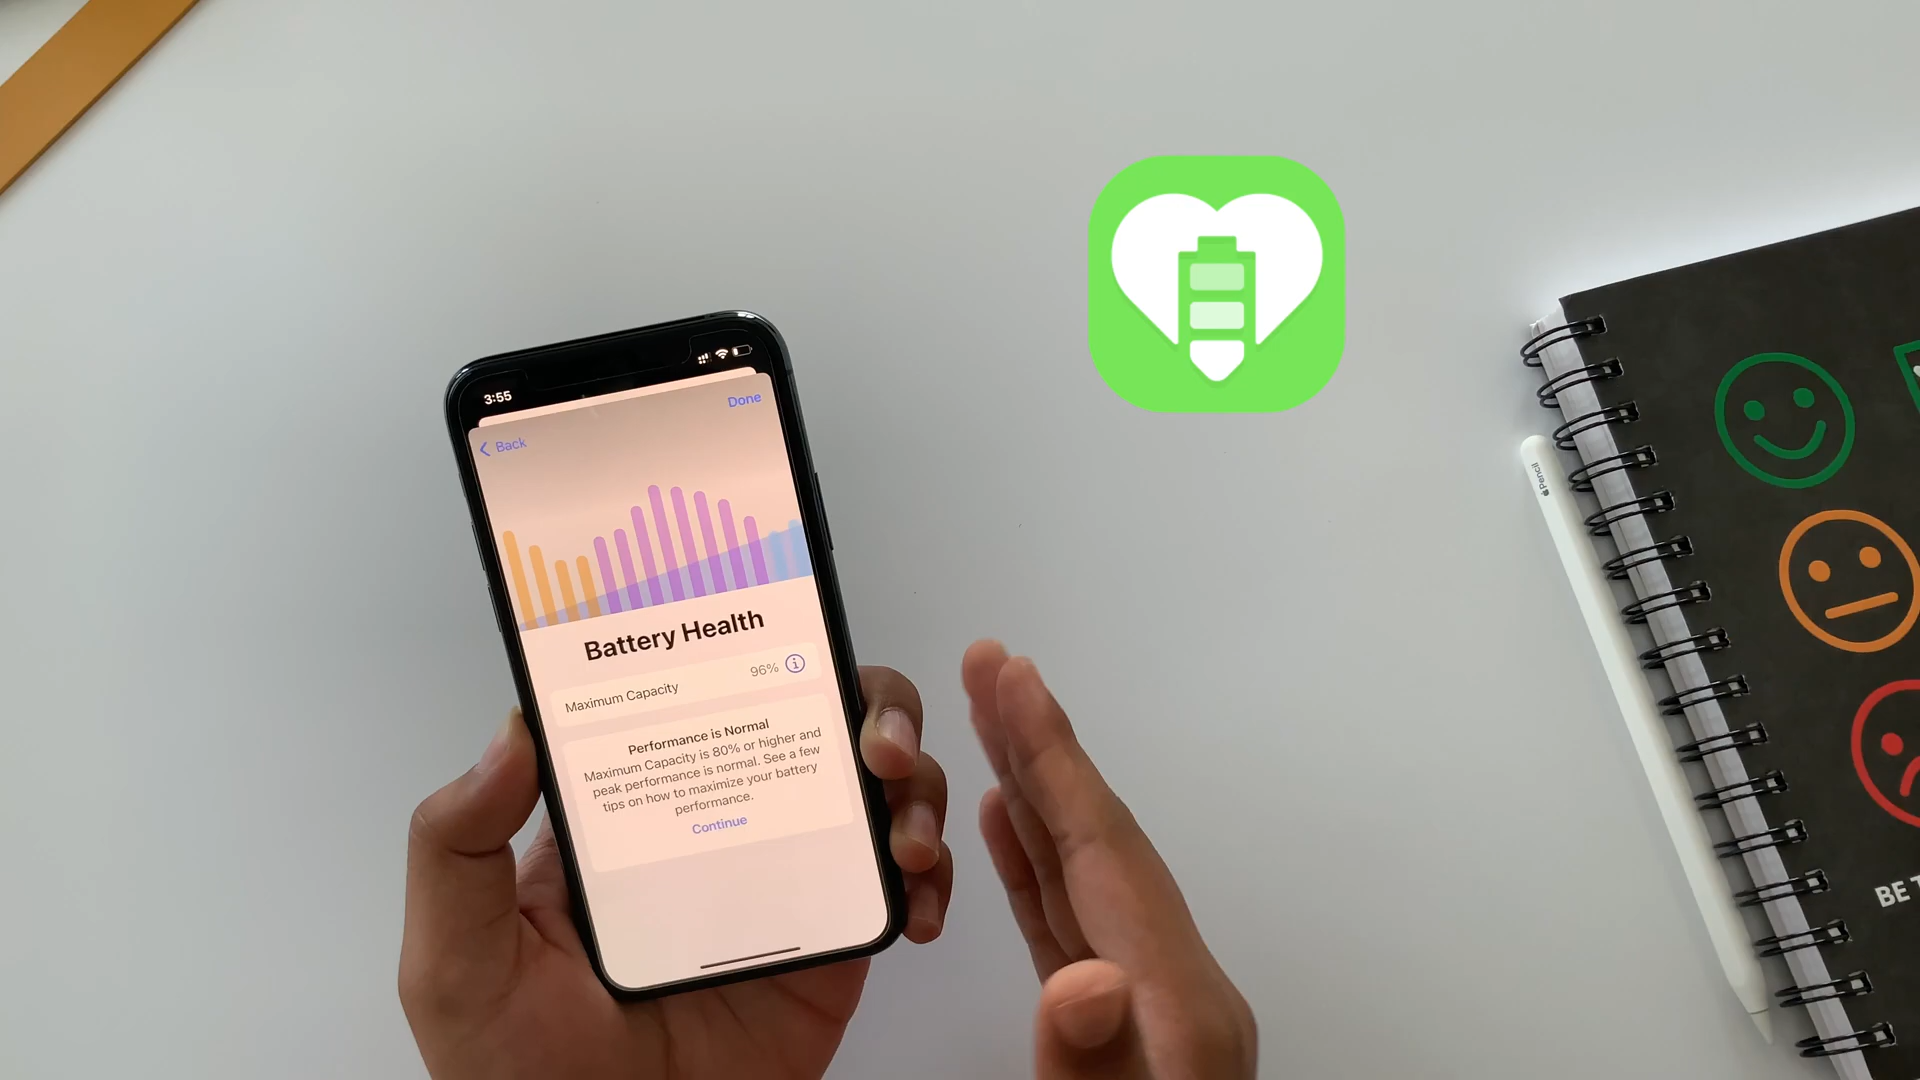 3:55
Done
Back
Battery Health
Maximum Capacity 96%
Performance is Normal
Maximum Capacity is 80% or higher and
peak performance is normal. See a few
tips on how to maximize your battery
performance.
Continue
Pencil
BE T